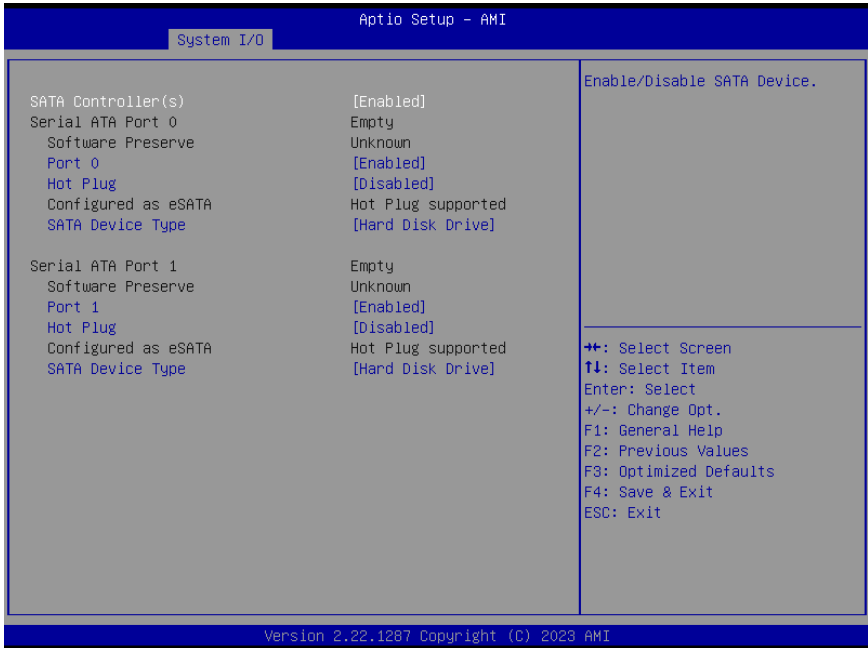 Aptio Setup – AMI
System I/O
SATA Controller(s) [Enabled]
Serial ATA Port 0 Empty
Software Preserve Unknown
Port 0 [Enabled]
Hot Plug [Disabled]
Configured as eSATA Hot Plug supported
SATA Device Type [Hard Disk Drive]
Serial ATA Port 1 Empty
Software Preserve Unknown
Port 1 [Enabled]
Hot Plug [Disabled]
Configured as eSATA Hot Plug supported
SATA Device Type [Hard Disk Drive]
Enable/Disable SATA Device.
→←: Select Screen
↑↓: Select Item
Enter: Select
+/-: Change Opt.
F1: General Help
F2: Previous Values
F3: Optimized Defaults
F4: Save & Exit
ESC: Exit
Version 2.22.1287 Copyright (C) 2023 AMI